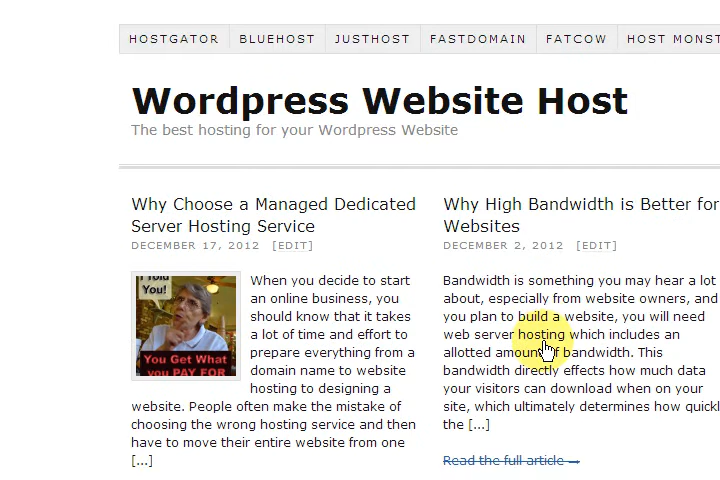 HOSTGATOR BLUEHOST JUSTHOST FASTDOMAIN FATCOW HOST MONST
Wordpress Website Host
The best hosting for your Wordpress Website
Why Choose a Managed Dedicated
Server Hosting Service
DECEMBER 17, 2012 [EDIT]
I Told
You!
You Get What
you PAY FOR
When you decide to start
an online business, you
should know that it takes
a lot of time and effort to
prepare everything from a
domain name to website
hosting to designing a
website. People often make the mistake of
choosing the wrong hosting service and then
have to move their entire website from one
[...]
Why High Bandwidth is Better for
Websites
DECEMBER 2, 2012 [EDIT]
Bandwidth is something you may hear a lot
about, especially from website owners, and
you plan to build a website, you will need
web server hosting which includes an
allotted amount of bandwidth. This
bandwidth directly effects how much data
your visitors can download when on your
site, which ultimately determines how quickl
the [...]
Read the full article →